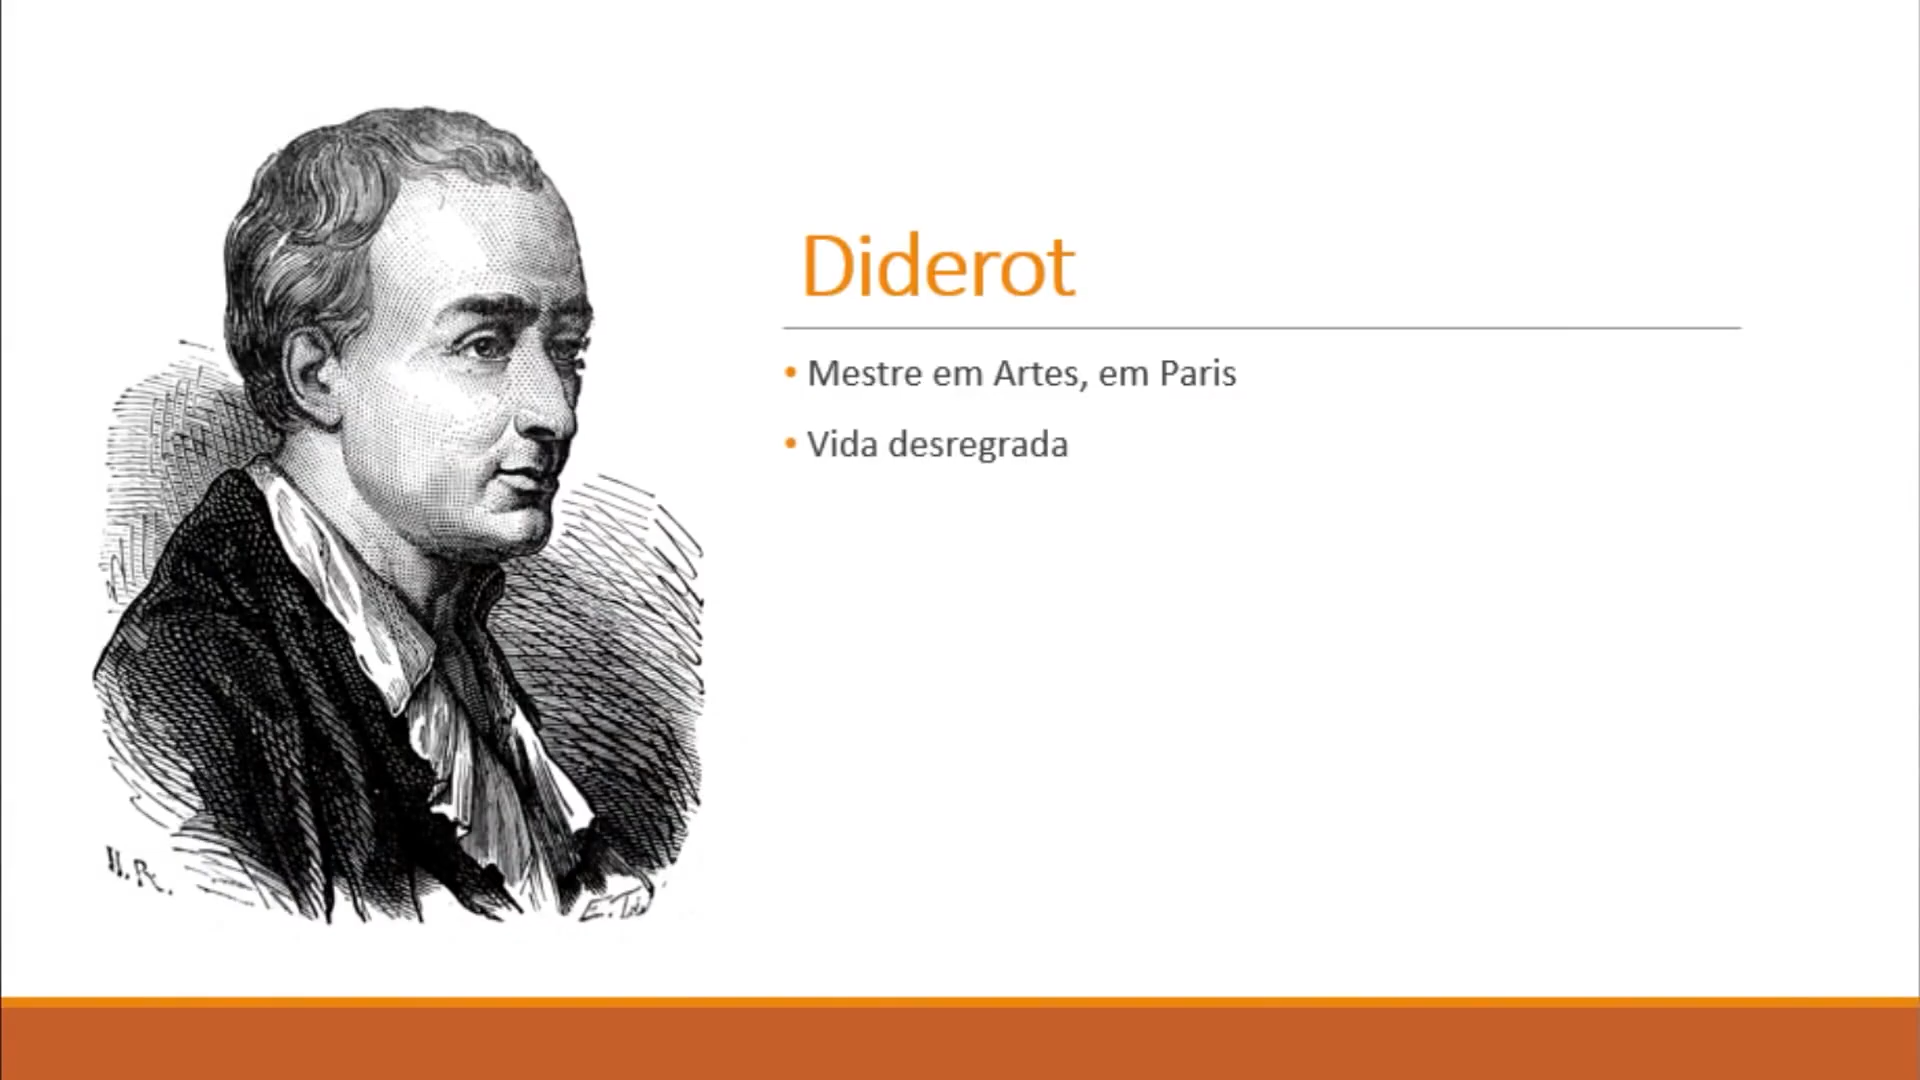 Diderot
• Mestre em Artes, em Paris
• Vida desregrada
H.R.